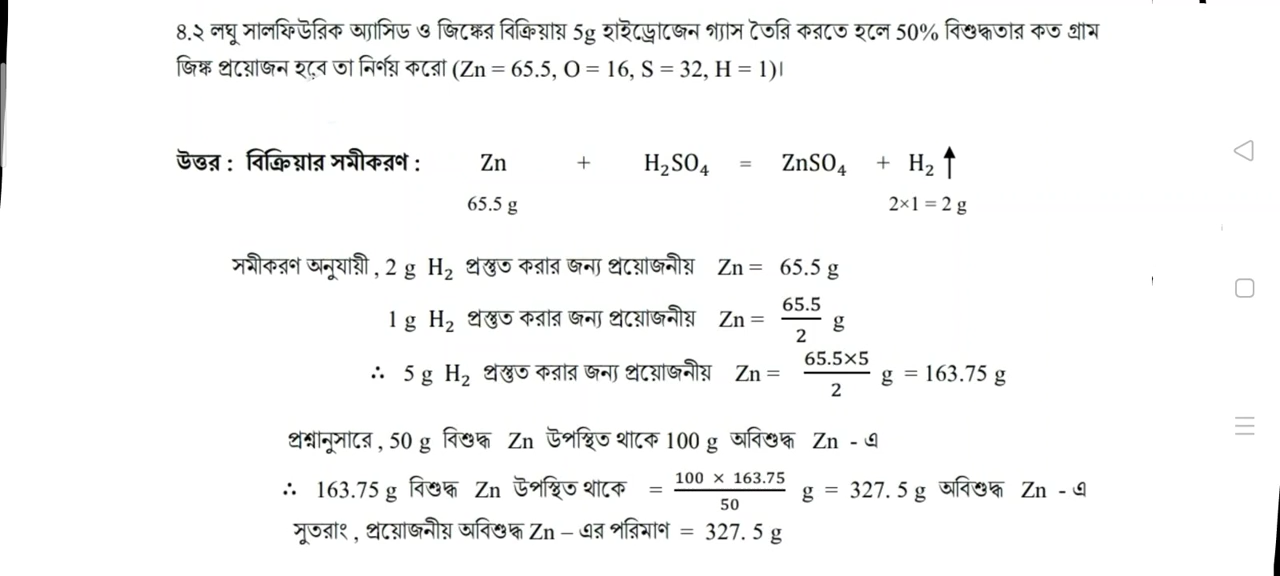 8.২ লঘু সালফিউরিক অ্যাসিড ও জিঙ্কের বিক্রিয়ায় 5g হাইড্রোজেন গ্যাস তৈরি করতে হলে 50% বিশুদ্ধতার কত গ্রাম
জিঙ্ক প্রয়োজন হবে তা নির্ণয় করো (Zn = 65.5, O = 16, S = 32, H = 1)।
উত্তর : বিক্রিয়ার সমীকরণ : Zn + H₂SO₄ = ZnSO₄ + H₂ ↑
65.5 g 2×1 = 2 g
সমীকরণ অনুযায়ী , 2 g H₂ প্রস্তুত করার জন্য প্রয়োজনীয় Zn = 65.5 g
1 g H₂ প্রস্তুত করার জন্য প্রয়োজনীয় Zn = 65.5/2 g
∴ 5 g H₂ প্রস্তুত করার জন্য প্রয়োজনীয় Zn = 65.5×5/2 g = 163.75 g
প্রশ্নানুসারে , 50 g বিশুদ্ধ Zn উপস্থিত থাকে 100 g অবিশুদ্ধ Zn - এ
∴ 163.75 g বিশুদ্ধ Zn উপস্থিত থাকে = 100 × 163.75/50 g = 327. 5 g অবিশুদ্ধ Zn - এ
সুতরাং , প্রয়োজনীয় অবিশুদ্ধ Zn – এর পরিমাণ = 327. 5 g